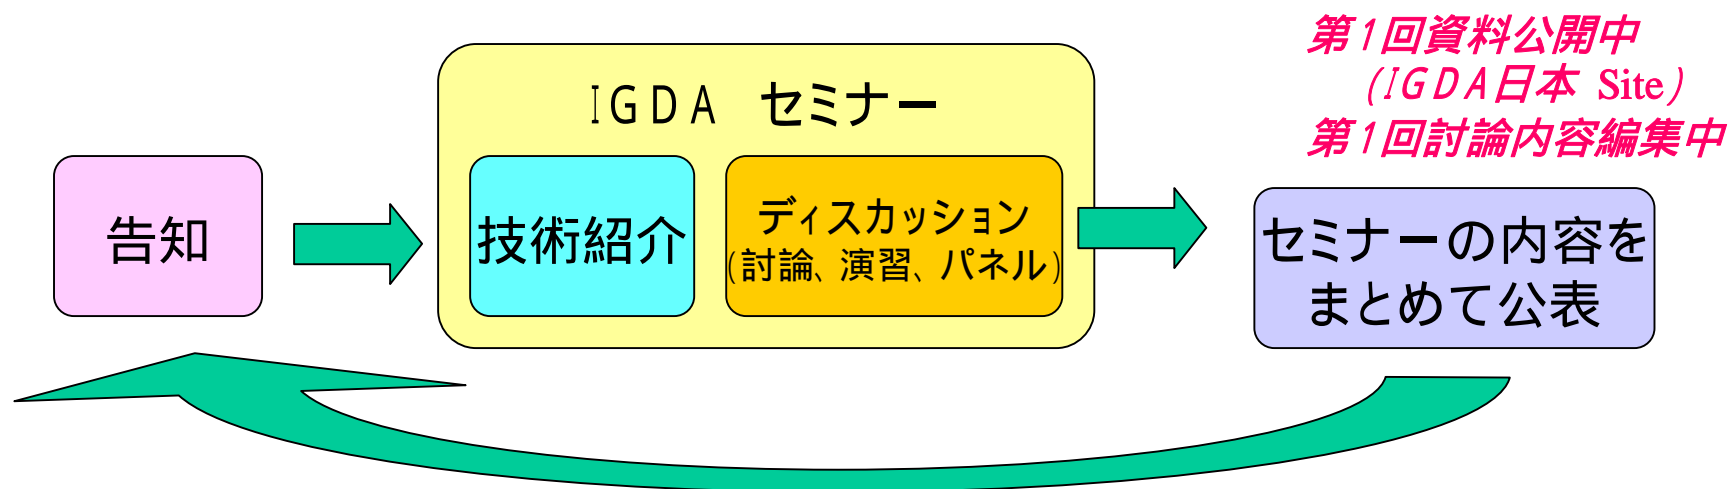 第1回資料公開中
(IGDA日本 Site)
第1回討論内容編集中
IGDA セミナー
告知
技術紹介
ディスカッション
(討論、演習、パネル)
セミナーの内容を
まとめて公表